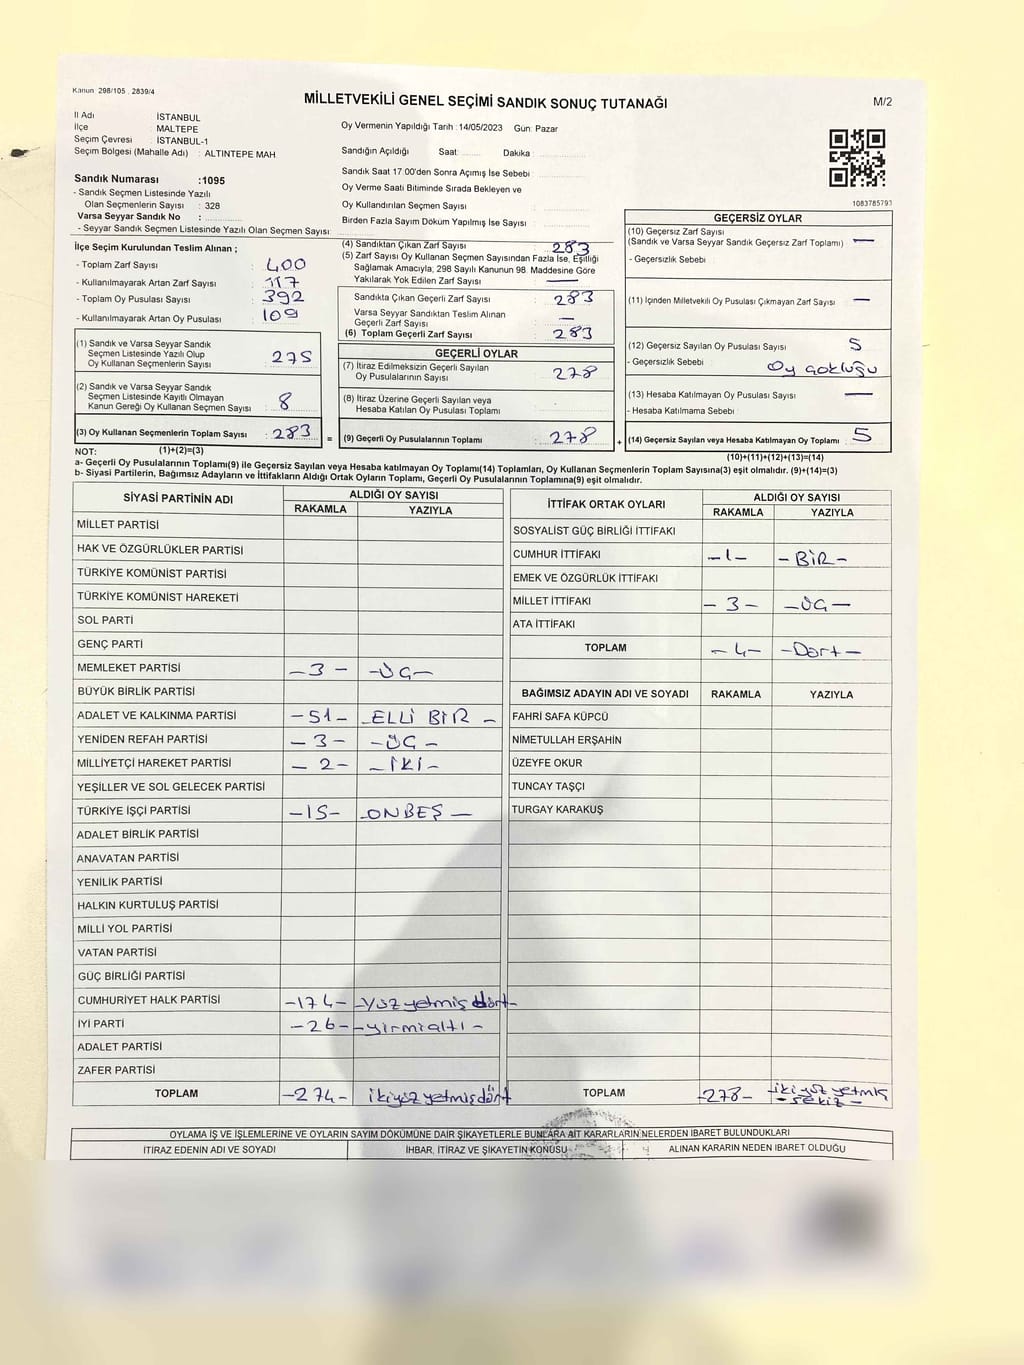 Kanun 298/105 , 2839/4
MİLLETVEKİLİ GENEL SEÇİMİ SANDIK SONUÇ TUTANAĞI
M/2
İl Adı İSTANBUL
İlçe MALTEPE
Seçim Çevresi : İSTANBUL-1
Seçim Bölgesi (Mahalle Adı) : ALTINTEPE MAH.
Sandık Numarası :1095
- Sandık Seçmen Listesinde Yazılı
Olan Seçmenlerin Sayısı : 328
Varsa Seyyar Sandık No :
- Seyyar Sandık Seçmen Listesinde Yazılı Olan Seçmen Sayısı:
Oy Vermenin Yapıldığı Tarih : 14/05/2023 Gün: Pazar
Sandığın Açıldığı Saat: Dakika :
Sandık Saat 17:00'den Sonra Açımış İse Sebebi :
Oy Verme Saati Bitiminde Sırada Bekleyen ve
Oy Kullandırılan Seçmen Sayısı :
Birden Fazla Sayım Döküm Yapılmış İse Sayısı :
1083785793
İlçe Seçim Kurulundan Teslim Alınan ;
- Toplam Zarf Sayısı : 400
- Kullanılmayarak Artan Zarf Sayısı : 117
- Toplam Oy Pusulası Sayısı : 392
- Kullanılmayarak Artan Oy Pusulası : 109
(1) Sandık ve Varsa Seyyar Sandık
Seçmen Listesinde Yazılı Olup
Oy Kullanan Seçmenlerin Sayısı : 275
(2) Sandık ve Varsa Seyyar Sandık
Seçmen Listesinde Kayıtlı Olmayan
Kanun Gereği Oy Kullanan Seçmen Sayısı : 8
(3) Oy Kullanan Seçmenlerin Toplam Sayısı : 283
(1)+(2)=(3)
(4) Sandıktan Çıkan Zarf Sayısı : 283
(5) Zarf Sayısı Oy Kullanan Seçmen Sayısından Fazla İse, Eşitliği
Sağlamak Amacıyla, 298 Sayılı Kanunun 98. Maddesine Göre
Yakılarak Yok Edilen Zarf Sayısı : —
Sandıkta Çıkan Geçerli Zarf Sayısı : 283
Varsa Seyyar Sandıktan Teslim Alınan
Geçerli Zarf Sayısı : —
(6) Toplam Geçerli Zarf Sayısı : 283
GEÇERLİ OYLAR
(7) İtiraz Edilmeksizin Geçerli Sayılan
Oy Pusulalarının Sayısı : 278
(8) İtiraz Üzerine Geçerli Sayılan veya
Hesaba Katılan Oy Pusulası Toplamı :
= (9) Geçerli Oy Pusulalarının Toplamı : 278
GEÇERSİZ OYLAR
(10) Geçersiz Zarf Sayısı
(Sandık ve Varsa Seyyar Sandık Geçersiz Zarf Toplamı) : —
- Geçersizlik Sebebi :
(11) İçinden Milletvekili Oy Pusulası Çıkmayan Zarf Sayısı : —
(12) Geçersiz Sayılan Oy Pusulası Sayısı : 5
- Geçersizlik Sebebi : Oy çokluğu
(13) Hesaba Katılmayan Oy Pusulası Sayısı : —
- Hesaba Katılmama Sebebi :
+ (14) Geçersiz Sayılan veya Hesaba Katılmayan Oy Toplamı : 5
(10)+(11)+(12)+(13)=(14)
NOT:
a- Geçerli Oy Pusulalarının Toplamı(9) ile Geçersiz Sayılan veya Hesaba katılmayan Oy Toplamı(14) Toplamları, Oy Kullanan Seçmenlerin Toplam Sayısına(3) eşit olmalıdır. (9)+(14)=(3)
b- Siyasi Partilerin, Bağımsız Adayların ve İttifakların Aldığı Ortak Oyların Toplamı, Geçerli Oy Pusulalarının Toplamına(9) eşit olmalıdır.
SİYASİ PARTİNİN ADI ALDIĞI OY SAYISI
RAKAMLA YAZIYLA
MİLLET PARTİSİ
HAK VE ÖZGÜRLÜKLER PARTİSİ
TÜRKİYE KOMÜNİST PARTİSİ
TÜRKİYE KOMÜNİST HAREKETİ
SOL PARTİ
GENÇ PARTİ
MEMLEKET PARTİSİ -3- -ÜÇ-
BÜYÜK BİRLİK PARTİSİ
ADALET VE KALKINMA PARTİSİ -51- -ELLİ BİR-
YENİDEN REFAH PARTİSİ -3- -ÜÇ-
MİLLİYETÇİ HAREKET PARTİSİ -2- -İKİ-
YEŞİLLER VE SOL GELECEK PARTİSİ
TÜRKİYE İŞÇİ PARTİSİ -15- -ONBEŞ-
ADALET BİRLİK PARTİSİ
ANAVATAN PARTİSİ
YENİLİK PARTİSİ
HALKIN KURTULUŞ PARTİSİ
MİLLİ YOL PARTİSİ
VATAN PARTİSİ
GÜÇ BİRLİĞİ PARTİSİ
CUMHURİYET HALK PARTİSİ -174- -yüz yetmiş dört-
İYİ PARTİ -26- -yirmialtı-
ADALET PARTİSİ
ZAFER PARTİSİ
TOPLAM -274- ikiyüz yetmişdört
İTTİFAK ORTAK OYLARI ALDIĞI OY SAYISI
RAKAMLA YAZIYLA
SOSYALİST GÜÇ BİRLİĞİ İTTİFAKI
CUMHUR İTTİFAKI -1- -BİR-
EMEK VE ÖZGÜRLÜK İTTİFAKI
MİLLET İTTİFAKI -3- -ÜÇ-
ATA İTTİFAKI
TOPLAM -4- -Dört-
BAĞIMSIZ ADAYIN ADI VE SOYADI RAKAMLA YAZIYLA
FAHRİ SAFA KÜPCÜ
NİMETULLAH ERŞAHİN
ÜZEYFE OKUR
TUNCAY TAŞÇI
TURGAY KARAKUŞ
TOPLAM -278- -ikiyüz yetmiş
-sekiz-
OYLAMA İŞ VE İŞLEMLERİNE VE OYLARIN SAYIM DÖKÜMÜNE DAİR ŞİKAYETLERLE BUNLARA AİT KARARLARIN NELERDEN İBARET BULUNDUKLARI
İTİRAZ EDENİN ADI VE SOYADI İHBAR, İTİRAZ VE ŞİKAYETİN KONUSU ALINAN KARARIN NEDEN İBARET OLDUĞU